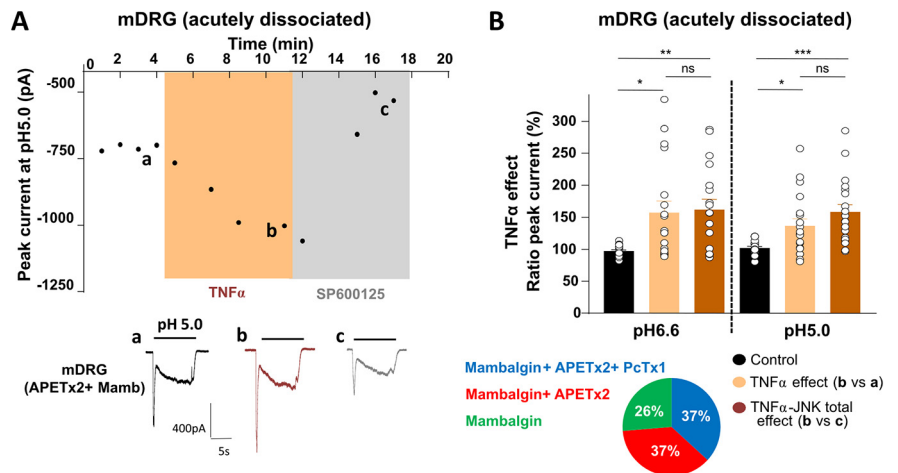 A
mDRG (acutely dissociated)
Time (min)
0 2 4 6 8 10 12 14 16 18 20
Peak current at pH5.0 (pA)
-500
-750
-1000
-1250
a
b
c
TNFα
SP600125
pH 5.0
a
b
c
mDRG
(APETx2+ Mamb)
400pA
5s
B
mDRG (acutely dissociated)
**
ns
*
***
ns
*
TNFα effect
Ratio peak current (%)
300
250
200
150
100
50
0
pH6.6
pH5.0
Mambalgin+ APETx2+ PcTx1
Mambalgin+ APETx2
Mambalgin
26%
37%
37%
Control
TNFα effect (b vs a)
TNFα-JNK total
effect (b vs c)